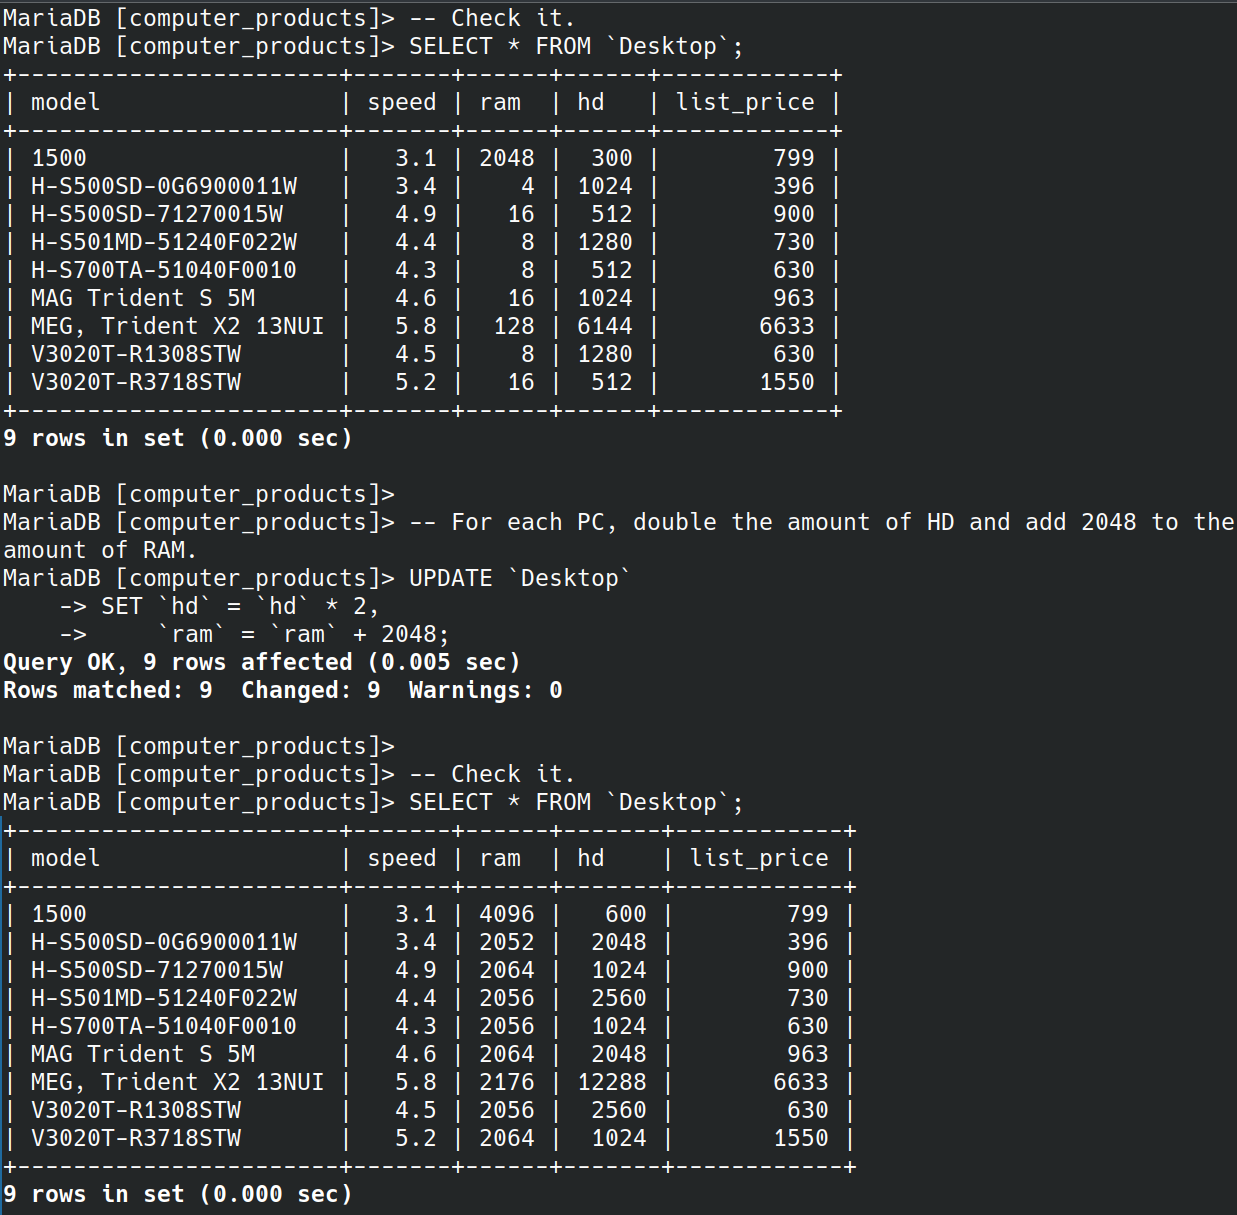 MariaDB [computer_products]> -- Check it.
MariaDB [computer_products]> SELECT * FROM `Desktop`;
+-----------------------+-------+------+------+------------+
| model                 | speed | ram  | hd   | list_price |
+-----------------------+-------+------+------+------------+
| 1500                  |   3.1 | 2048 |  300 |        799 |
| H-S500SD-0G6900011W   |   3.4 |    4 | 1024 |        396 |
| H-S500SD-71270015W    |   4.9 |   16 |  512 |        900 |
| H-S501MD-51240F022W   |   4.4 |    8 | 1280 |        730 |
| H-S700TA-51040F0010   |   4.3 |    8 |  512 |        630 |
| MAG Trident S 5M      |   4.6 |   16 | 1024 |        963 |
| MEG, Trident X2 13NUI |   5.8 |  128 | 6144 |       6633 |
| V3020T-R1308STW       |   4.5 |    8 | 1280 |        630 |
| V3020T-R3718STW       |   5.2 |   16 |  512 |       1550 |
+-----------------------+-------+------+------+------------+
9 rows in set (0.000 sec)

MariaDB [computer_products]>
MariaDB [computer_products]> -- For each PC, double the amount of HD and add 2048 to the
amount of RAM.
MariaDB [computer_products]> UPDATE `Desktop`
    -> SET `hd` = `hd` * 2,
    ->     `ram` = `ram` + 2048;
Query OK, 9 rows affected (0.005 sec)
Rows matched: 9  Changed: 9  Warnings: 0

MariaDB [computer_products]>
MariaDB [computer_products]> -- Check it.
MariaDB [computer_products]> SELECT * FROM `Desktop`;
+-----------------------+-------+------+-------+------------+
| model                 | speed | ram  | hd    | list_price |
+-----------------------+-------+------+-------+------------+
| 1500                  |   3.1 | 4096 |   600 |        799 |
| H-S500SD-0G6900011W   |   3.4 | 2052 |  2048 |        396 |
| H-S500SD-71270015W    |   4.9 | 2064 |  1024 |        900 |
| H-S501MD-51240F022W   |   4.4 | 2056 |  2560 |        730 |
| H-S700TA-51040F0010   |   4.3 | 2056 |  1024 |        630 |
| MAG Trident S 5M      |   4.6 | 2064 |  2048 |        963 |
| MEG, Trident X2 13NUI |   5.8 | 2176 | 12288 |       6633 |
| V3020T-R1308STW       |   4.5 | 2056 |  2560 |        630 |
| V3020T-R3718STW       |   5.2 | 2064 |  1024 |       1550 |
+-----------------------+-------+------+-------+------------+
9 rows in set (0.000 sec)